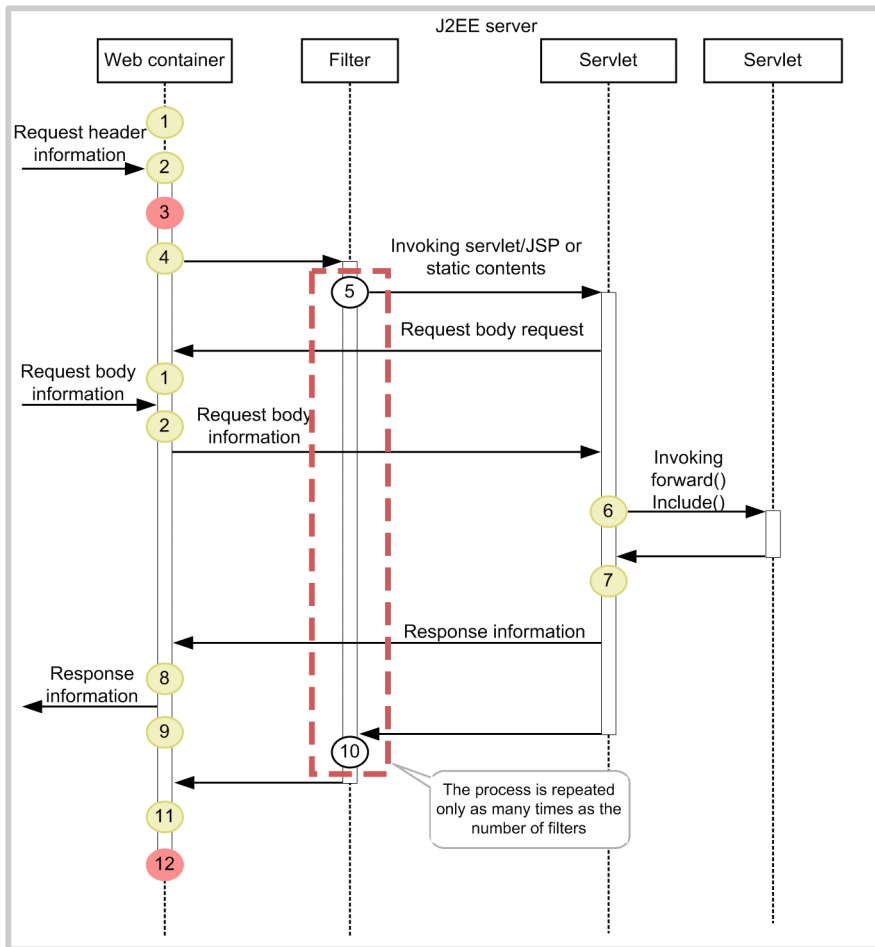 J2EE server
Web container
Filter
Servlet
Servlet
1
Request header
information
2
3
4
Invoking servlet/JSP or
static contents
5
Request body request
1
Request body
information
2
Request body
information
Invoking
forward()
Include()
6
7
Response information
Response
information
8
9
10
The process is repeated
only as many times as the
number of filters
11
12